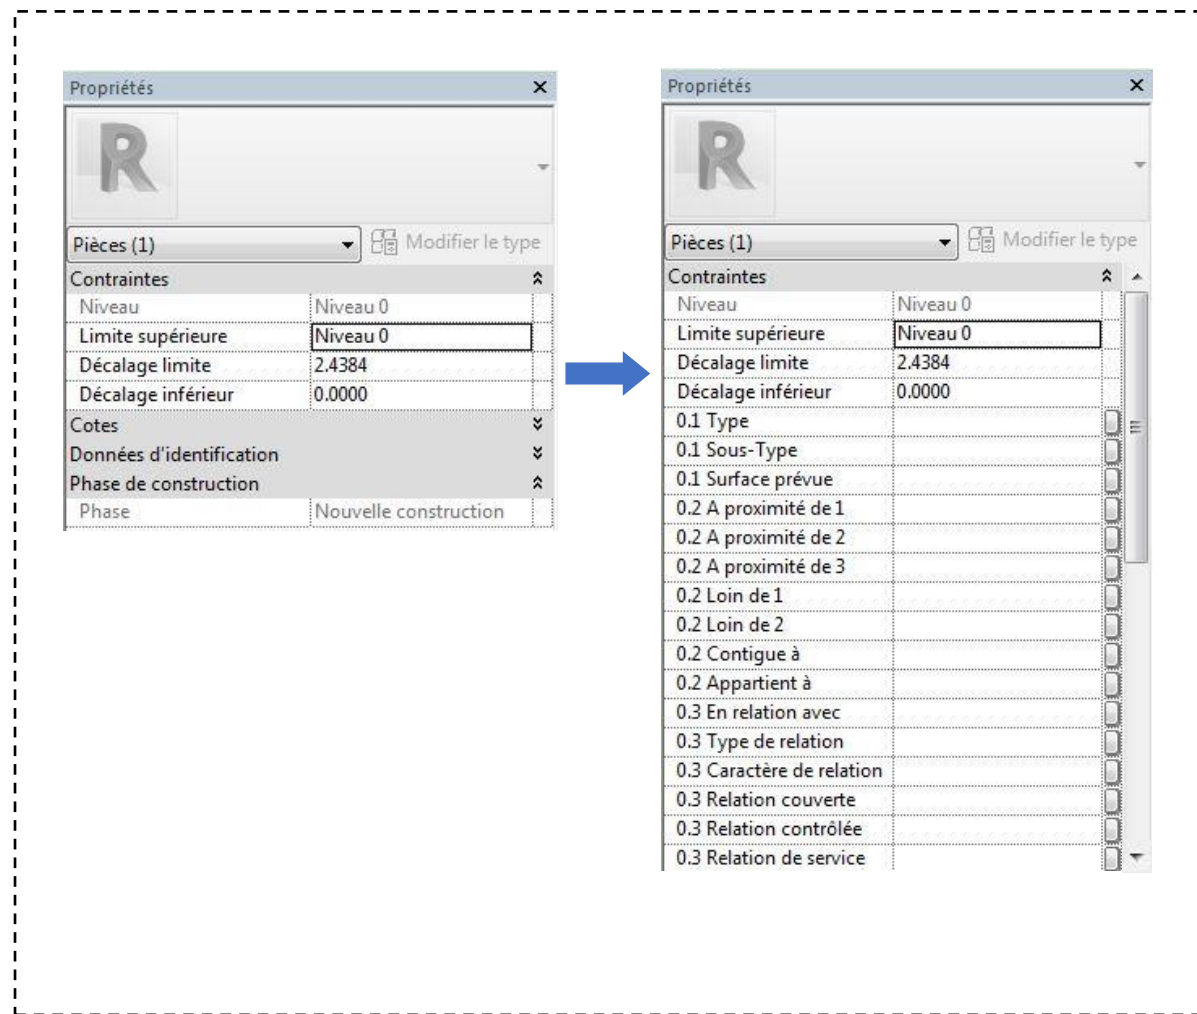 Propriétés
R
Pièces (1) Modifier le type
Contraintes
Niveau Niveau 0
Limite supérieure Niveau 0
Décalage limite 2.4384
Décalage inférieur 0.0000
Cotes
Données d'identification
Phase de construction
Phase Nouvelle construction
Propriétés
R
Pièces (1) Modifier le type
Contraintes
Niveau Niveau 0
Limite supérieure Niveau 0
Décalage limite 2.4384
Décalage inférieur 0.0000
0.1 Type
0.1 Sous-Type
0.1 Surface prévue
0.2 A proximité de 1
0.2 A proximité de 2
0.2 A proximité de 3
0.2 Loin de 1
0.2 Loin de 2
0.2 Contigue à
0.2 Appartient à
0.3 En relation avec
0.3 Type de relation
0.3 Caractère de relation
0.3 Relation couverte
0.3 Relation contrôlée
0.3 Relation de service